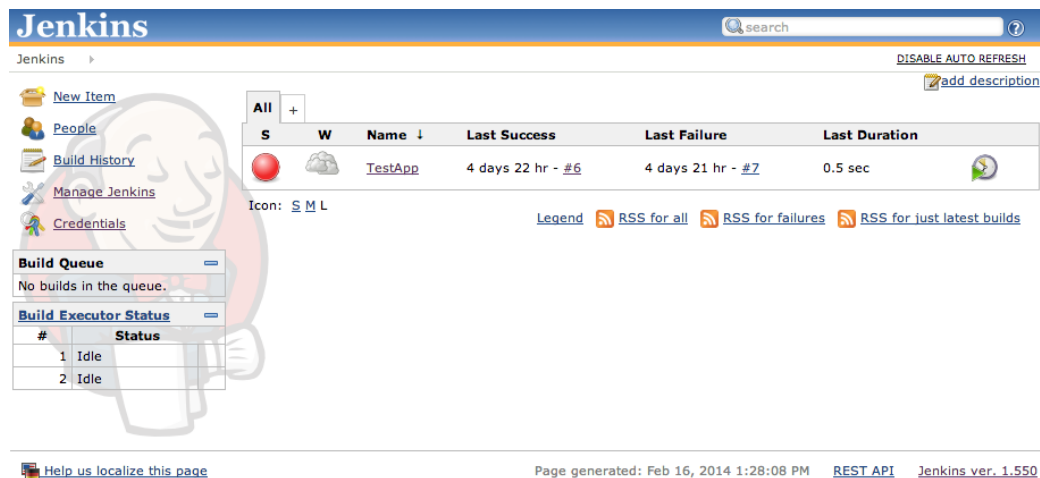 Jenkins
search
?
Jenkins
DISABLE AUTO REFRESH
add description
New Item
People
Build History
Manage Jenkins
Credentials
All +
S W Name ↓ Last Success Last Failure Last Duration
TestApp 4 days 22 hr - #6 4 days 21 hr - #7 0.5 sec
Icon: S M L
Legend RSS for all RSS for failures RSS for just latest builds
Build Queue
No builds in the queue.
Build Executor Status
# Status
1 Idle
2 Idle
Help us localize this page
Page generated: Feb 16, 2014 1:28:08 PM REST API Jenkins ver. 1.550